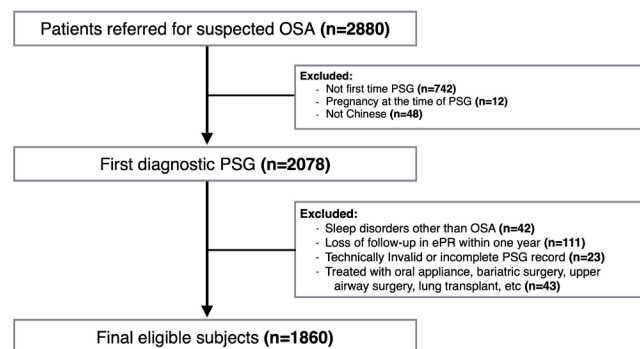 Patients referred for suspected OSA (n=2880)
Excluded:
- Not first time PSG (n=742)
- Pregnancy at the time of PSG (n=12)
- Not Chinese (n=48)
First diagnostic PSG (n=2078)
Excluded:
- Sleep disorders other than OSA (n=42)
- Loss of follow-up in ePR within one year (n=111)
- Technically Invalid or incomplete PSG record (n=23)
- Treated with oral appliance, bariatric surgery, upper
airway surgery, lung transplant, etc (n=43)
Final eligible subjects (n=1860)